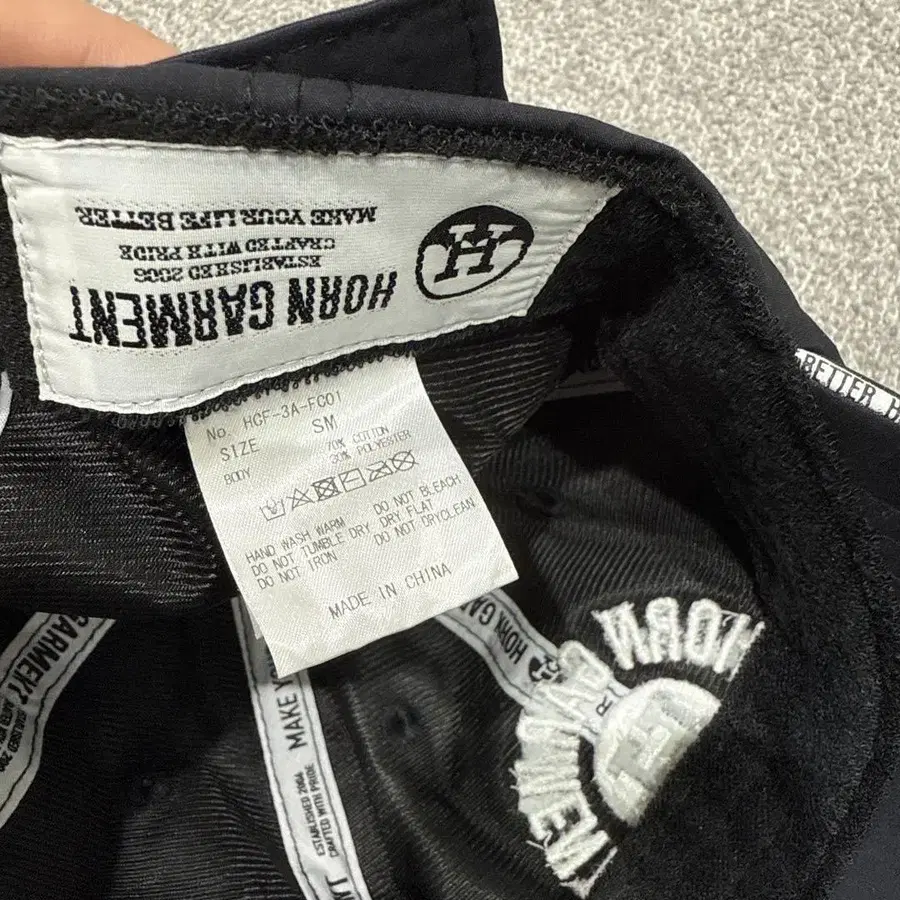 HORN GARMENT
ESTABLISHED 2006
CRAFTED WITH PRIDE
MAKE YOUR LIFE BETTER
H
No. HCF-3A-FC01
SIZE SM
BODY 70% COTTON
30% POLYESTER
HAND WASH WARM DO NOT BLEACH
DO NOT TUMBLE DRY DRY FLAT
DO NOT IRON DO NOT DRYCLEAN
MADE IN CHINA
BETTER
GARMENT
MAKE
ESTABLISHED 2006
CRAFTED WITH PRIDE
HORN
HORN
H